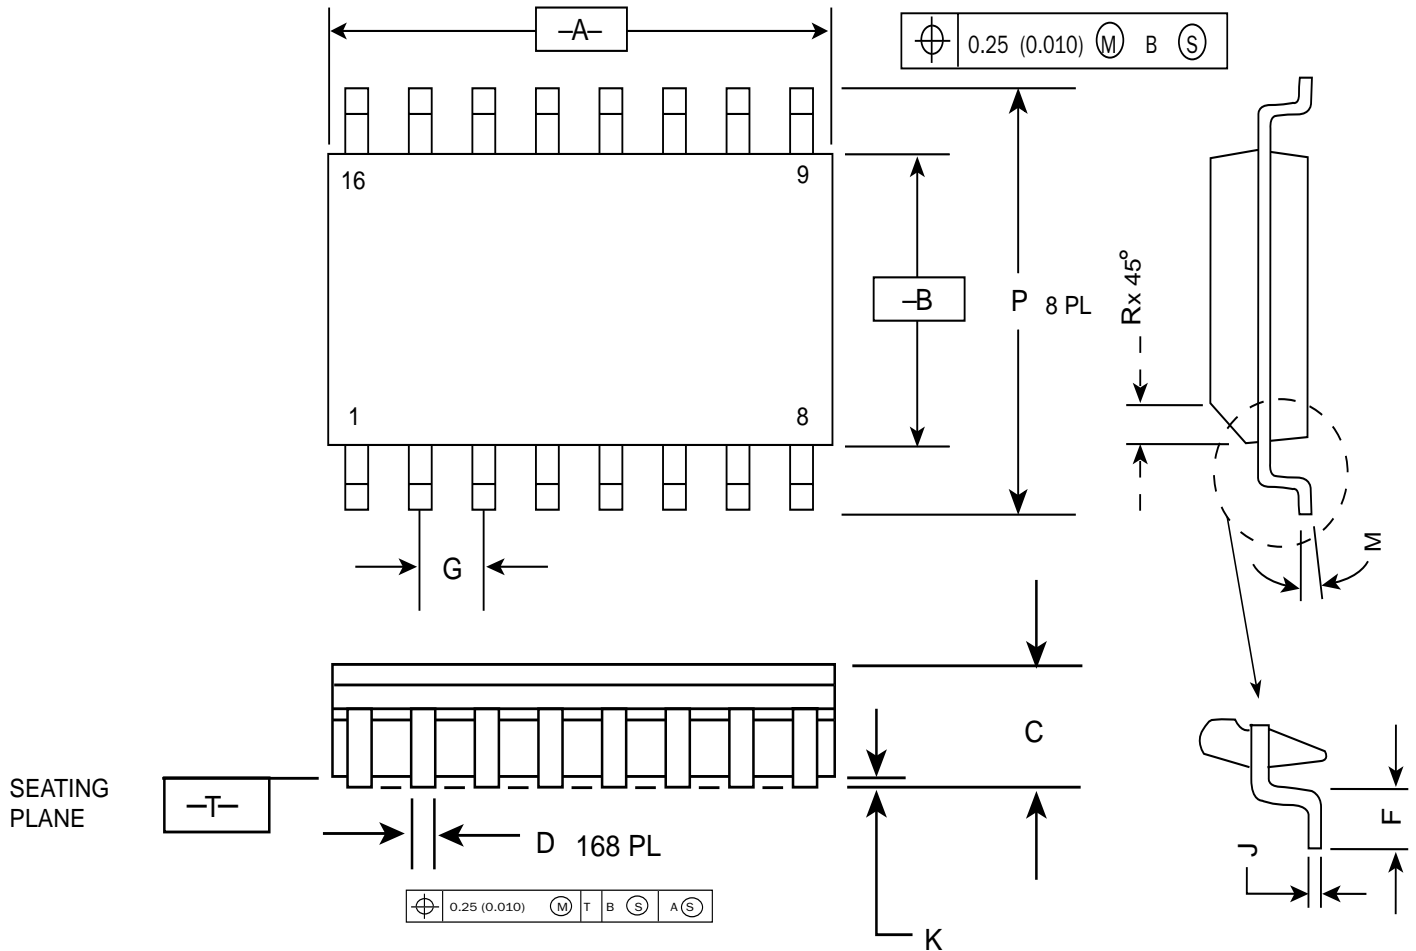 –A–
0.25 (0.010) M B S
16 9
–B
P 8 PL
Rx 45°
1 8
G
M
C
SEATING
PLANE
–T–
F
D 168 PL
J
0.25 (0.010) M T B S A S
K